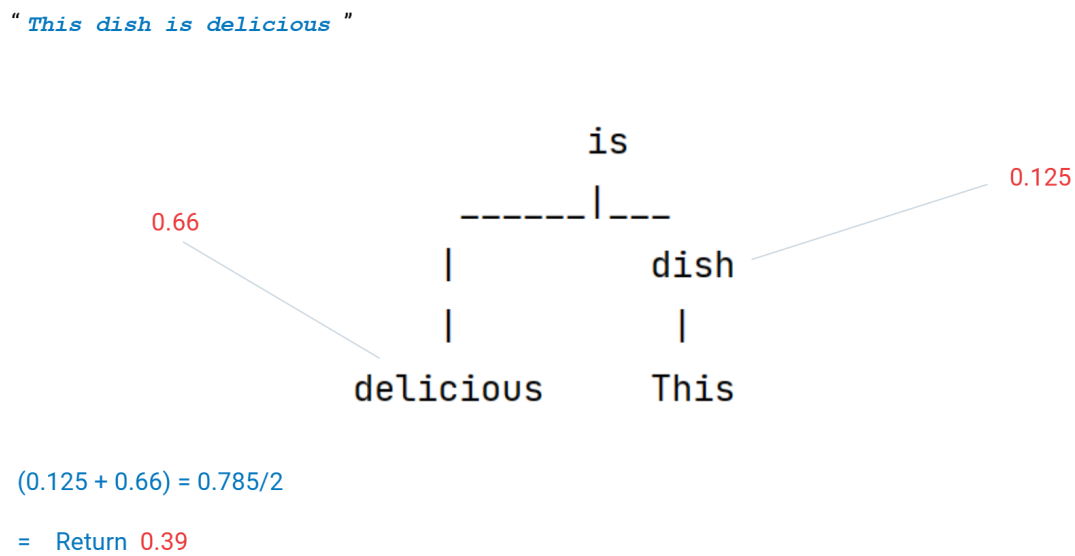 “ This dish is delicious ”
is
0.125
0.66
dish
delicious This
(0.125 + 0.66) = 0.785/2
= Return 0.39